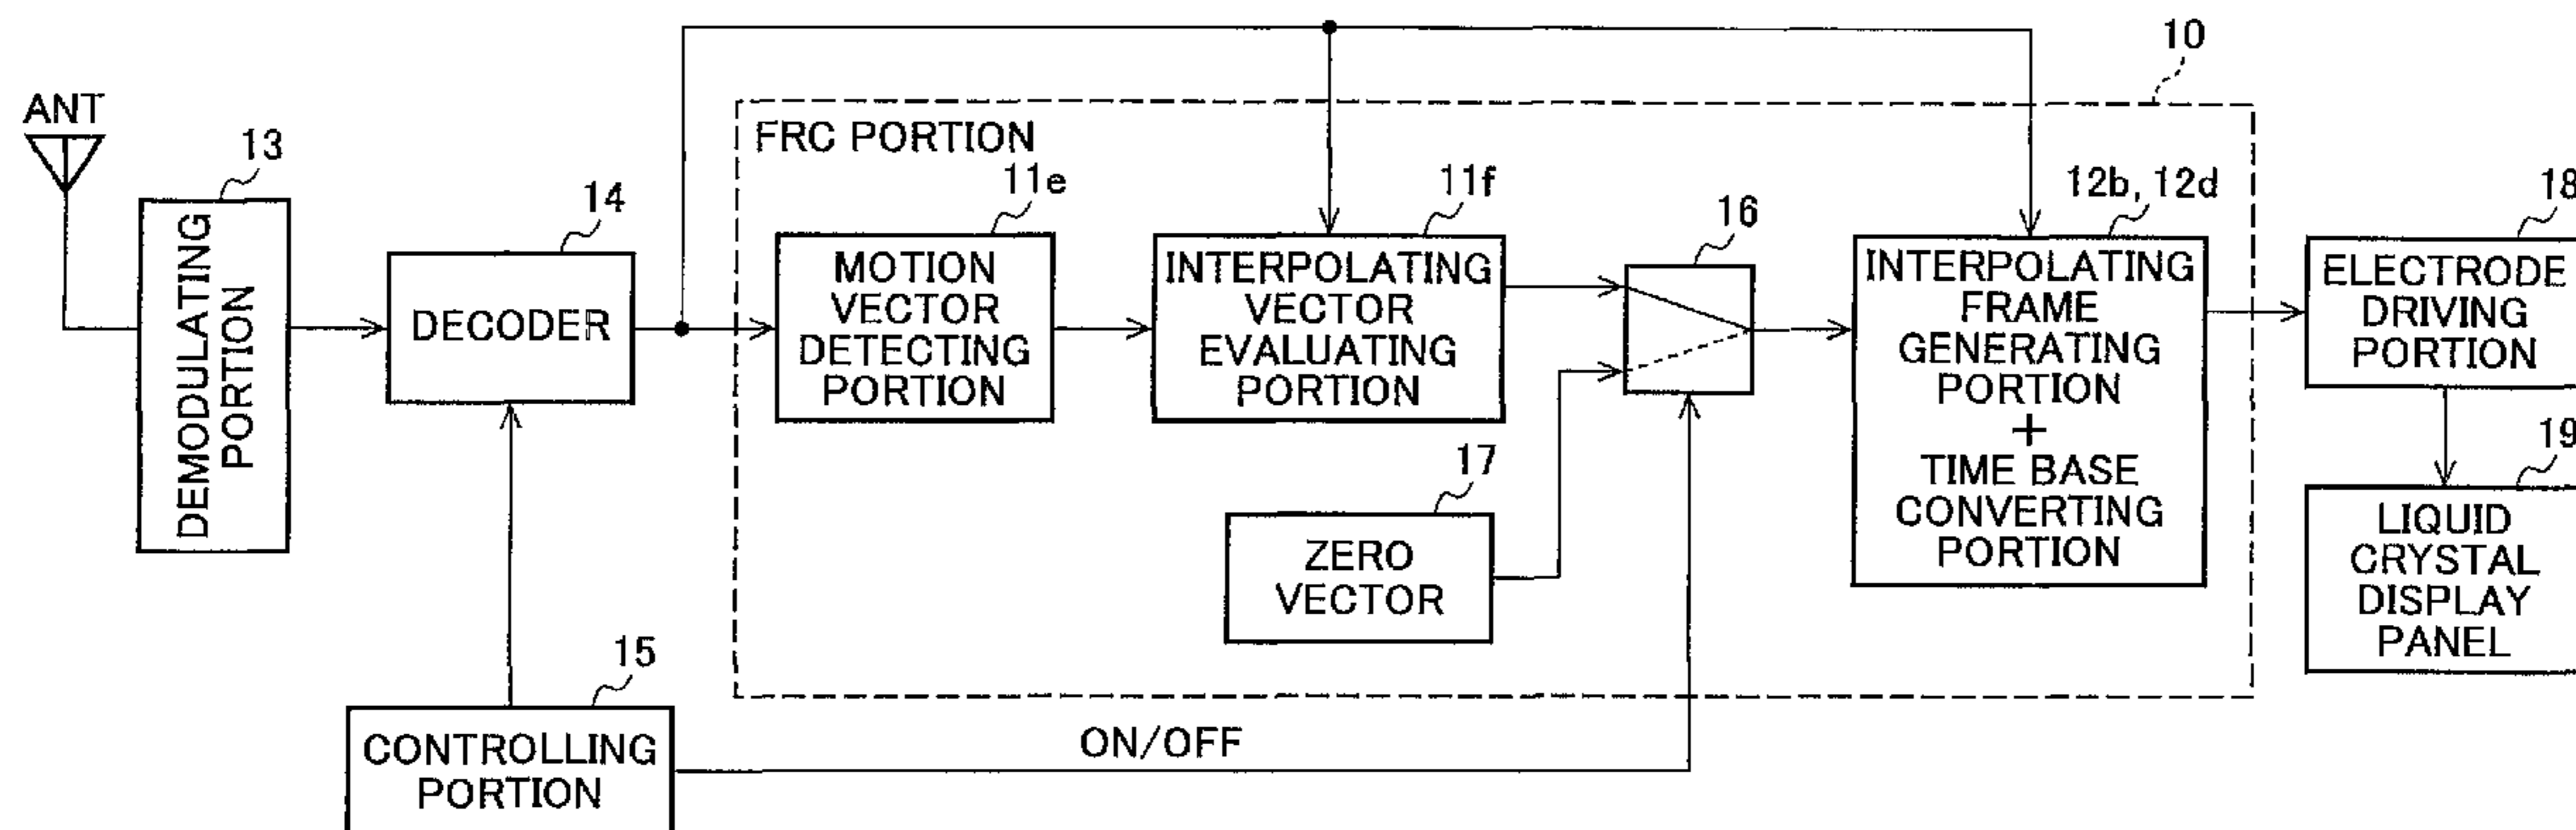 10
ANT
13
FRC PORTION
11e
11f
12b, 12d
18
14
16
DEMODULATING
PORTION
DECODER
MOTION
VECTOR
DETECTING
PORTION
INTERPOLATING
VECTOR
EVALUATING
PORTION
INTERPOLATING
FRAME
GENERATING
PORTION
+
TIME BASE
CONVERTING
PORTION
ELECTRODE
DRIVING
PORTION
17
19
ZERO
VECTOR
LIQUID
CRYSTAL
DISPLAY
PANEL
15
CONTROLLING
PORTION
ON/OFF